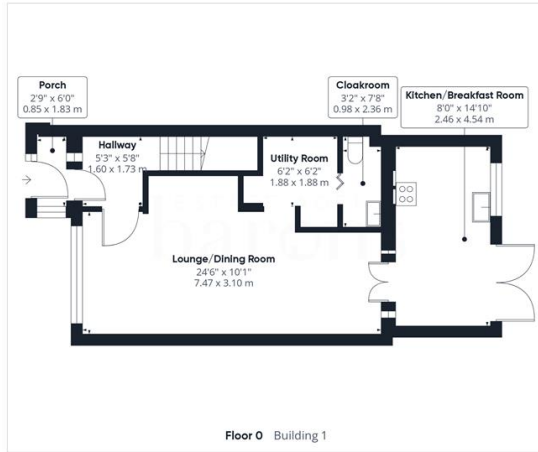 Porch
2'9" x 6'0"
0.85 x 1.83 m
Cloakroom
3'2" x 7'8"
0.98 x 2.36 m
Kitchen/Breakfast Room
8'0" x 14'10"
2.46 x 4.54 m
Hallway
5'3" x 5'8"
1.60 x 1.73 m
Utility Room
6'2" x 6'2"
1.88 x 1.88 m
Lounge/Dining Room
24'6" x 10'1"
7.47 x 3.10 m
Floor 0 Building 1